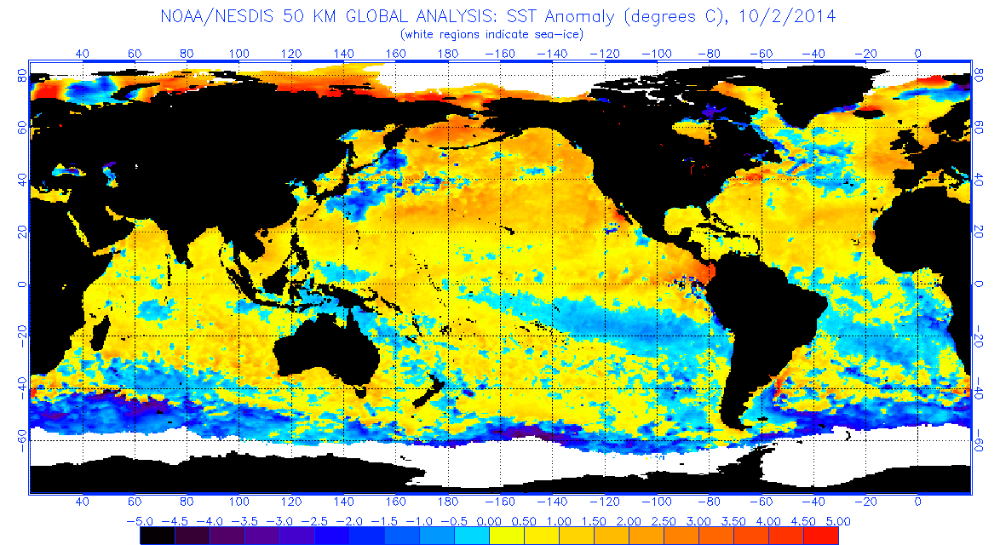 NOAA/NESDIS 50 KM GLOBAL ANALYSIS: SST Anomaly (degrees C), 10/2/2014
(white regions indicate sea-ice)
40 60 80 100 120 140 160 180 -160 -140 -120 -100 -80 -60 -40 -20 0
80 80
60 60
40 40
20 20
0 0
-20 -20
-40 -40
-60 -60
40 60 80 100 120 140 160 180 -160 -140 -120 -100 -80 -60 -40 -20 0
-5.0 -4.5 -4.0 -3.5 -3.0 -2.5 -2.0 -1.5 -1.0 -0.5 0.00 0.50 1.00 1.50 2.00 2.50 3.00 3.50 4.00 4.50 5.00